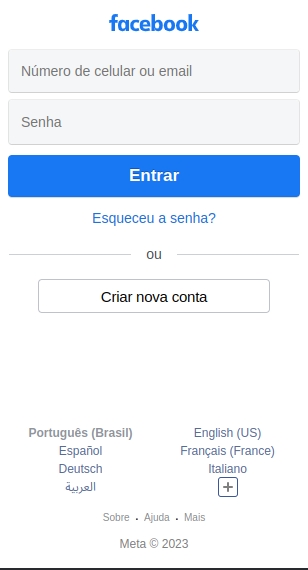 facebook
Número de celular ou email
Senha
Entrar
Esqueceu a senha?
ou
Criar nova conta
Português (Brasil) English (US)
Español Français (France)
Deutsch Italiano
العربية +
Sobre · Ajuda · Mais
Meta © 2023